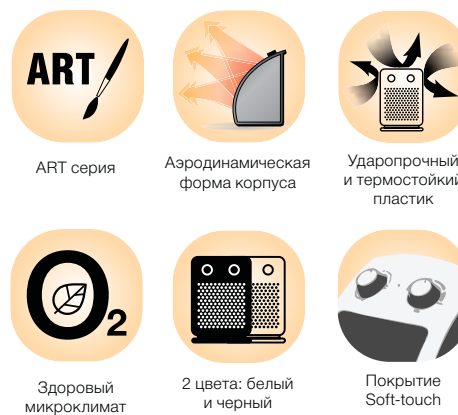 ART
ART серия
Аэродинамическая
форма корпуса
Ударопрочный
и термостойкий
пластик
O2
Здоровый
микроклимат
2 цвета: белый
и черный
Покрытие
Soft-touch